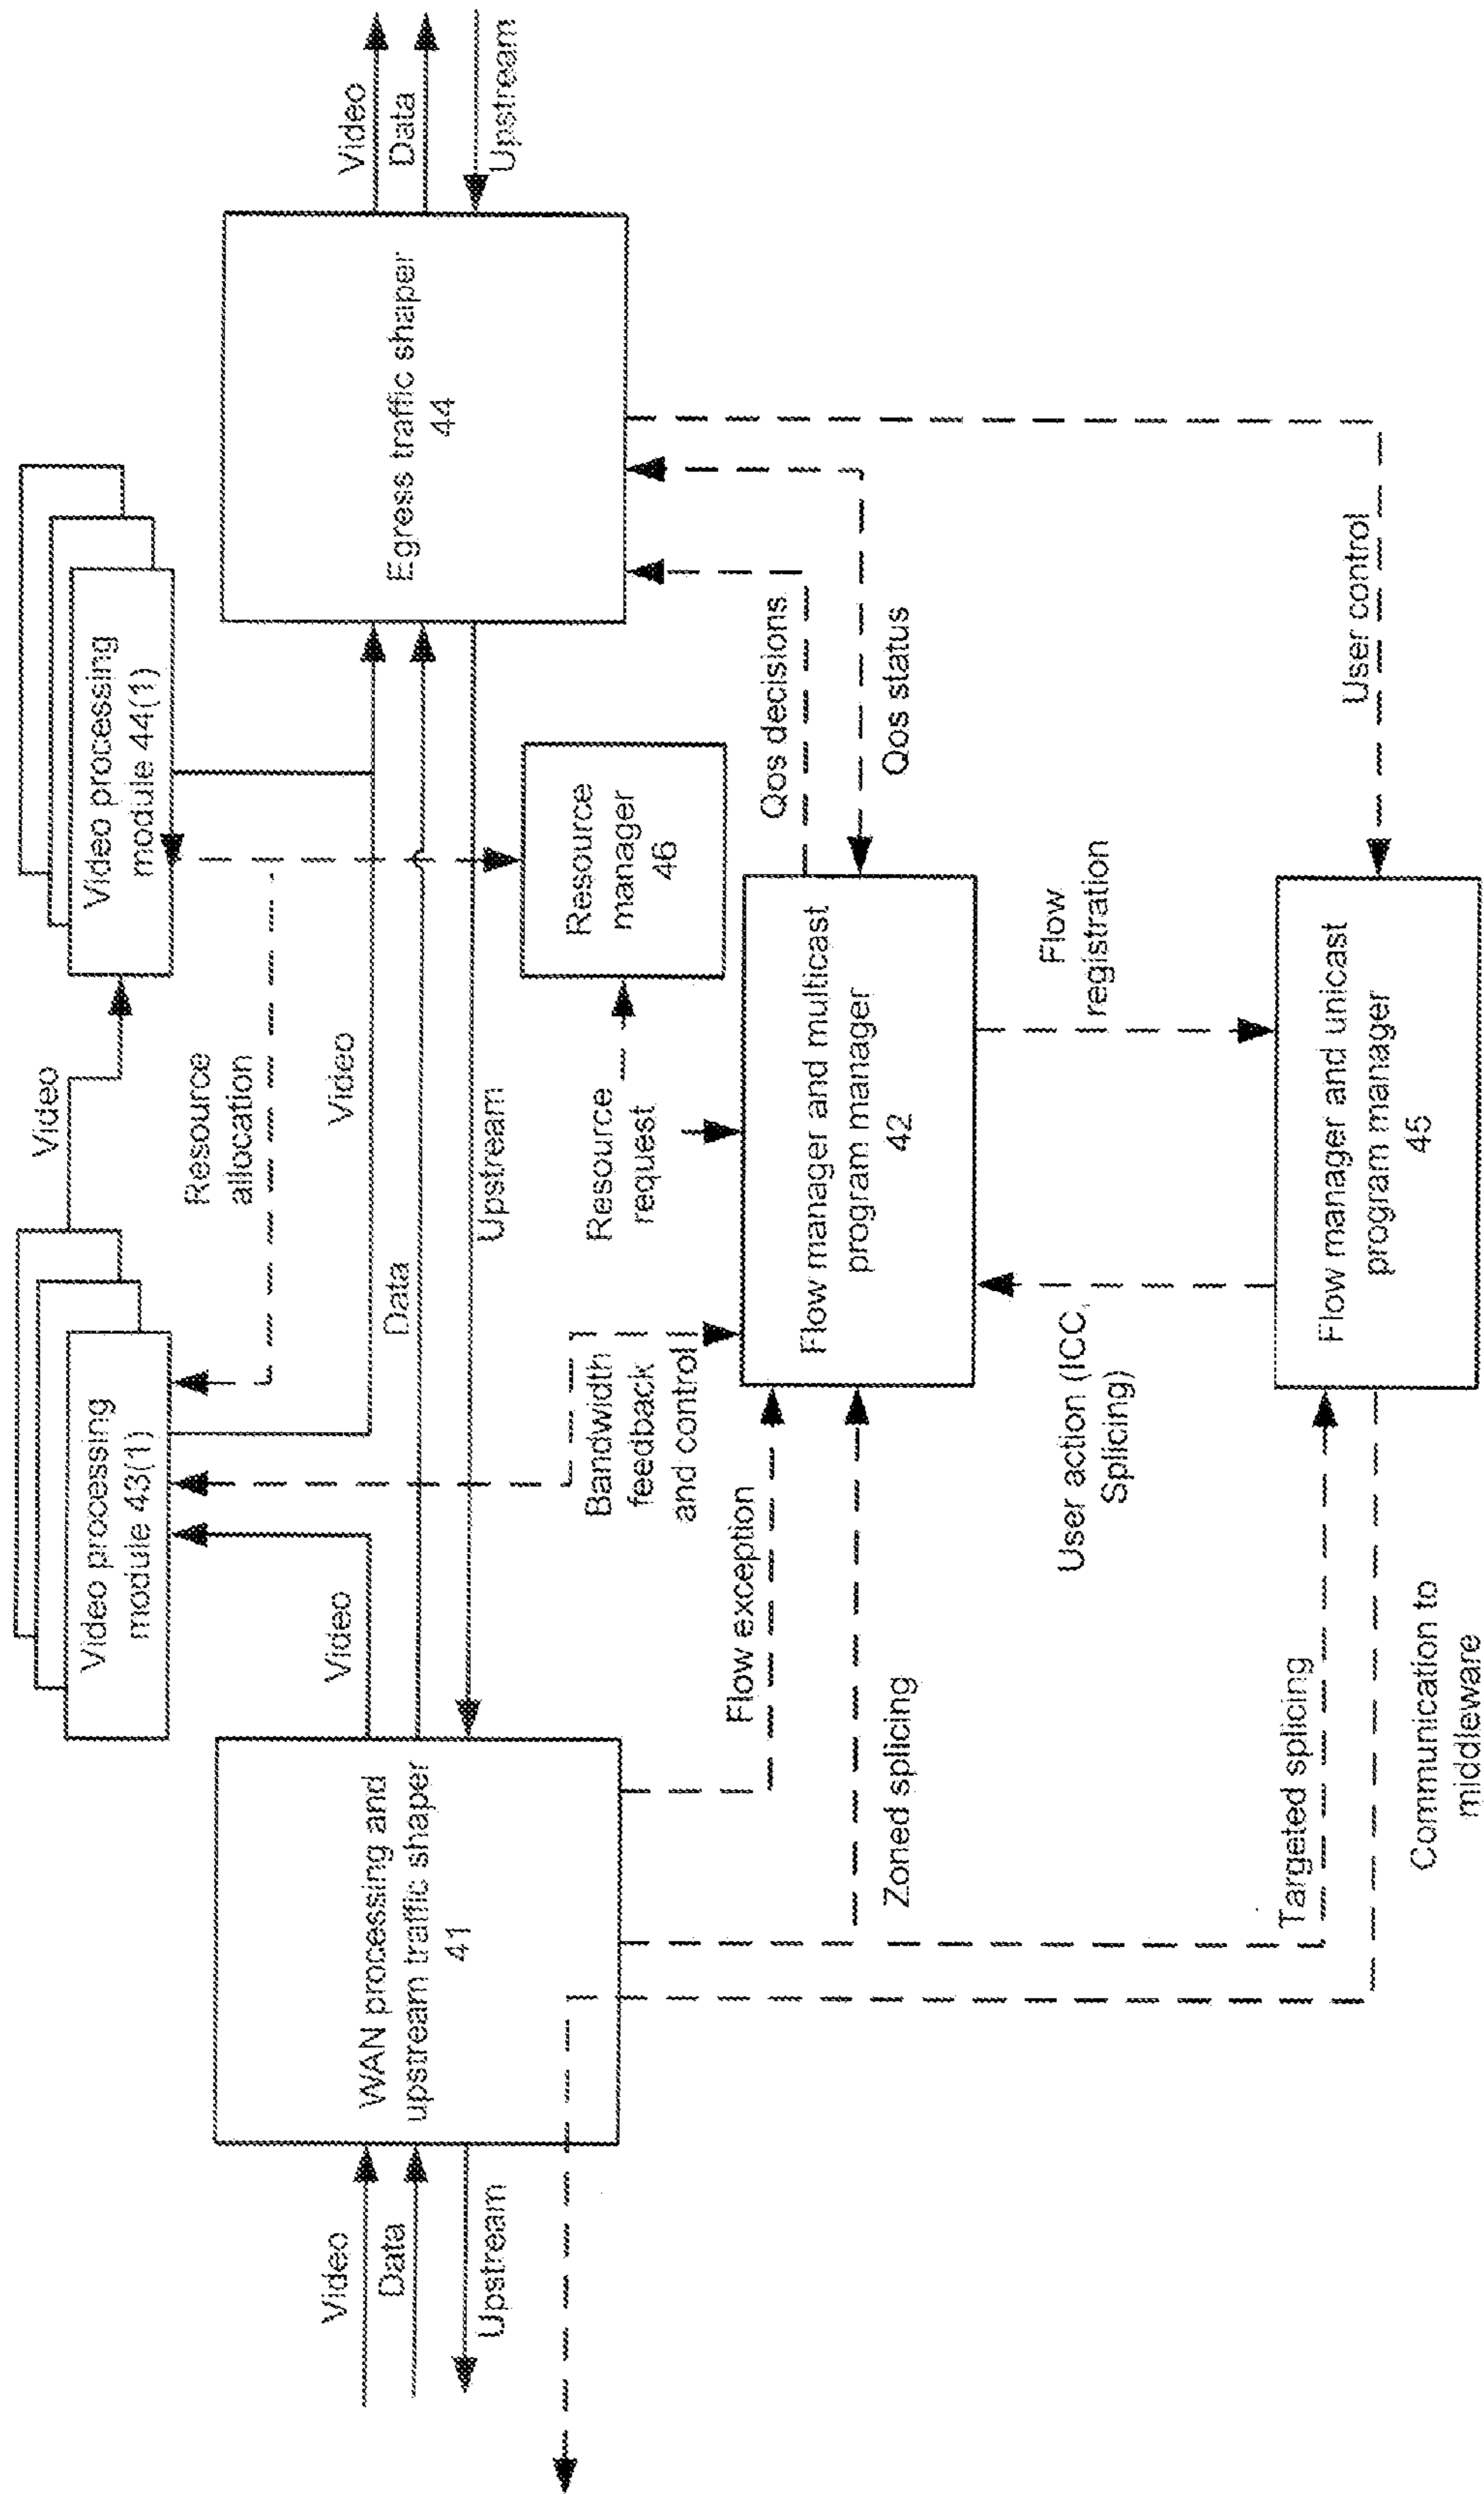 Video
Video processing
module 43(1)
Video processing
module 44(1)
Resource
allocation
Video
Data
Upstream
WAN processing and
upstream traffic shaper
41
Video
Video
Data
Upstream
Egress traffic shaper
44
Video
Data
Upstream
Bandwidth
feedback
and control
Resource
request
Resource
manager
46
Flow exception
Zoned splicing
Flow manager and multicast
program manager
42
Qos decisions
Qos status
User action (ICC,
Splicing)
Flow
registration
Targeted splicing
Communication to
middleware
Flow manager and unicast
program manager
45
User control